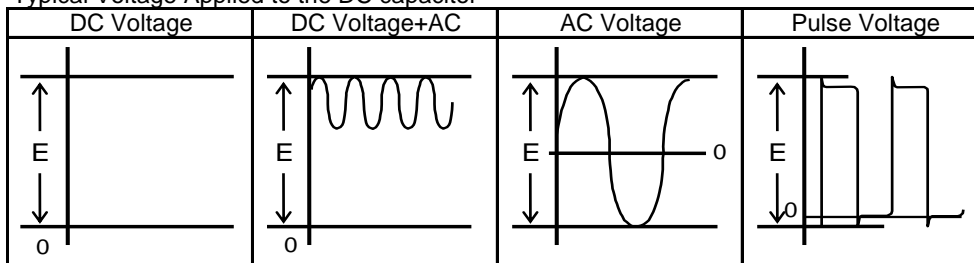 Typical Voltage Applied to the DC capacitor
DC Voltage DC Voltage+AC AC Voltage Pulse Voltage
E E E 0 E
0
0 0